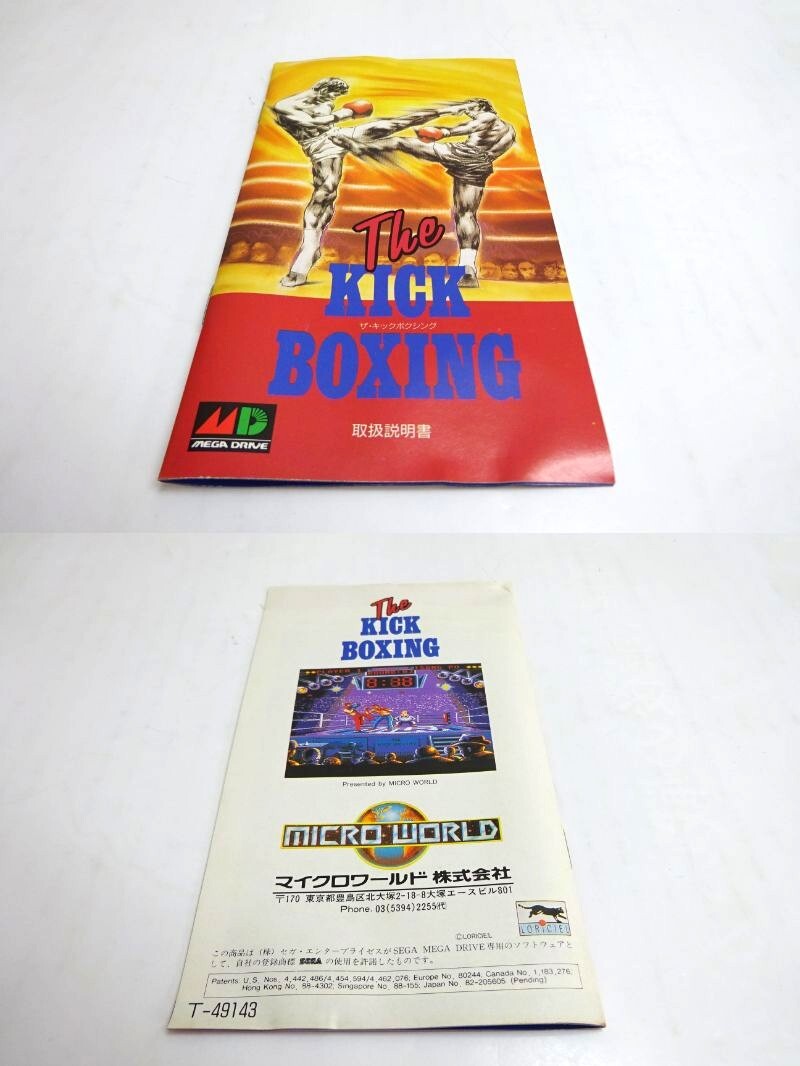 The
KICK
ザ・キックボクシング
BOXING
取扱説明書
MD
MEGA DRIVE
The
KICK
BOXING
PLAYER 1
Presented by MICRO WORLD
MICRO WORLD
マイクロワールド 株式会社
〒170 東京都豊島区北大塚2-18-8大塚エースビル801
Phone. 03(5394)2255㈹
©LORICIEL
LORICIEL
この商品は(株)セガ・エンタープライゼスがSEGA MEGA DRIVE専用のソフトウェアと
して、自社の登録商標 SEGA の使用を許諾したものです。
Patents: U.S. Nos. 4,442,486/4,454,594/4,462,076; Europe No. 80244; Canada No. 1,183,276;
Hong Kong No. 88-4302; Singapore No. 88-155; Japan No. 82-205605 (Pending)
T-49143